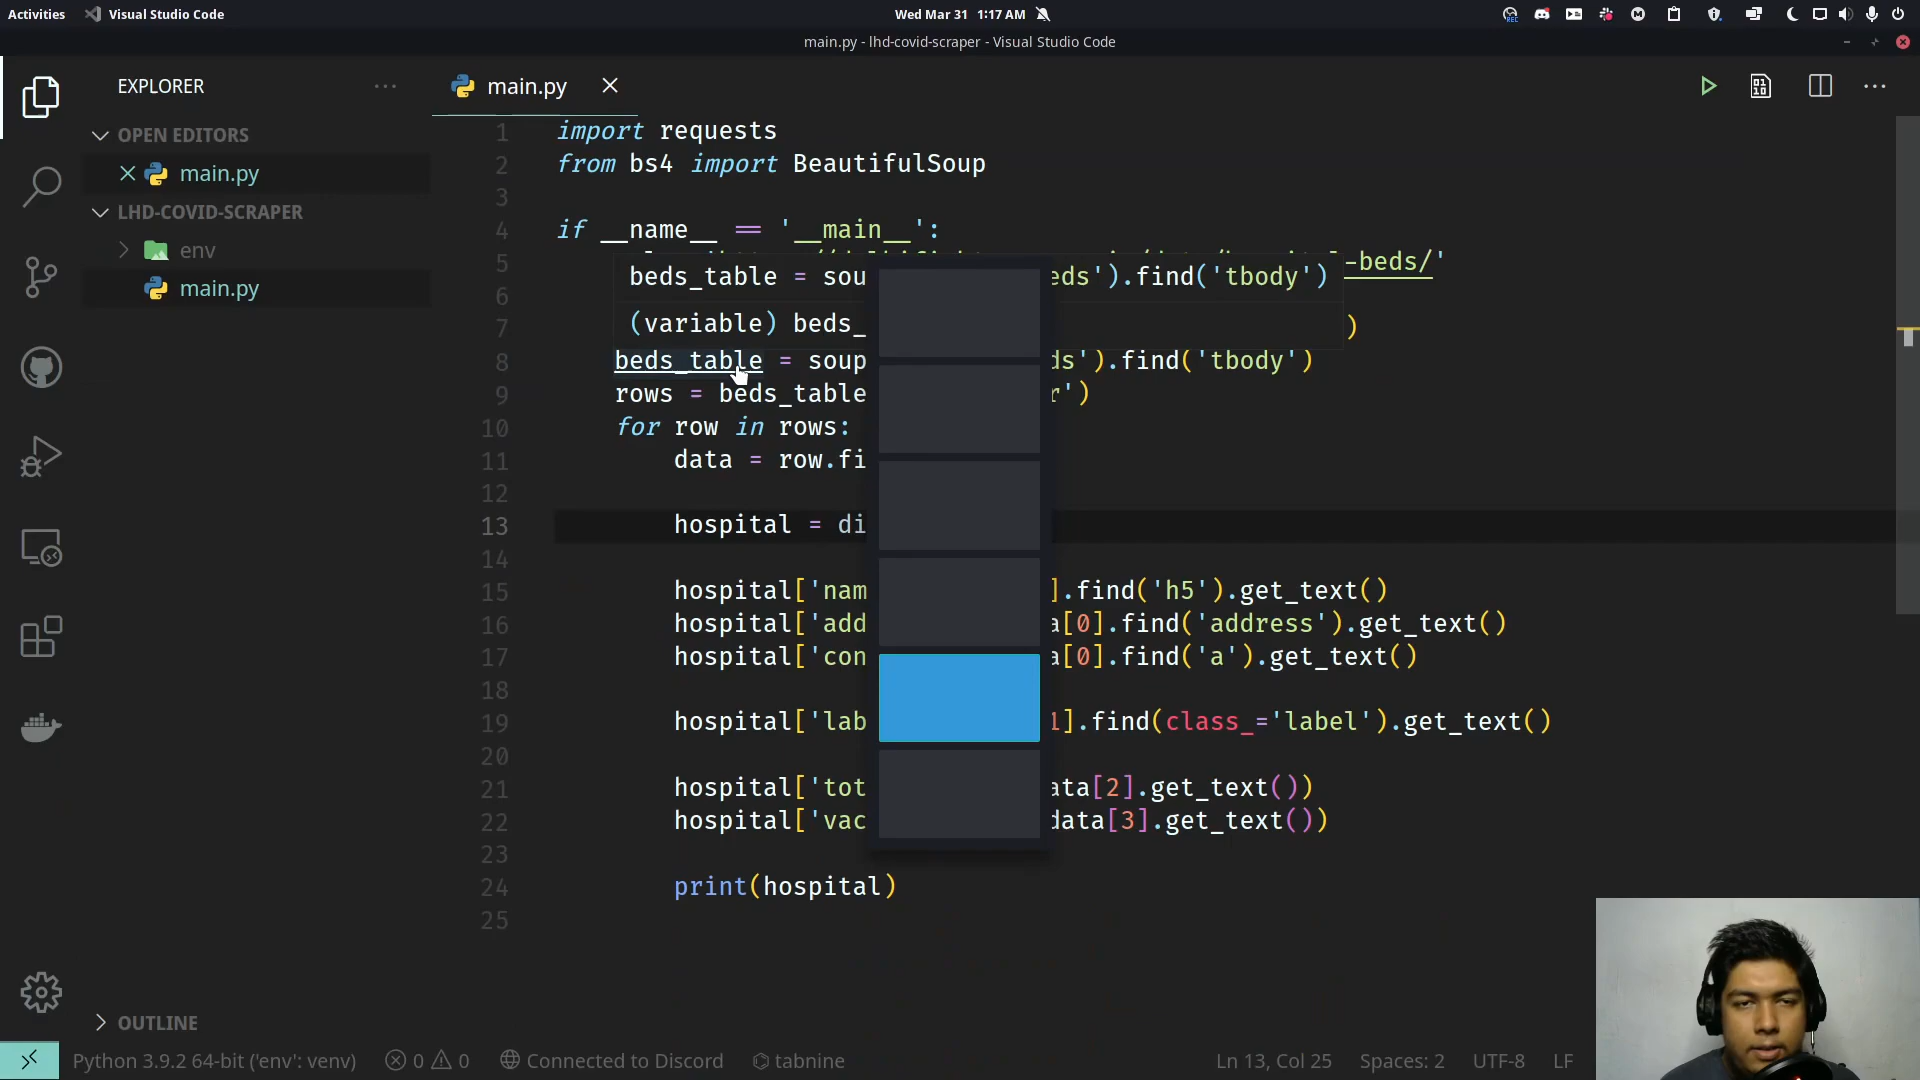 Activities Visual Studio Code Wed Mar 31 1:17 AM
main.py - lhd-covid-scraper - Visual Studio Code
EXPLORER
OPEN EDITORS
main.py
LHD-COVID-SCRAPER
env
main.py
OUTLINE
main.py
1 import requests
2 from bs4 import BeautifulSoup
3
4 if __name__ == '__main__':
5 -beds/'
beds_table = sou eds').find('tbody')
6
(variable) beds_
7 )
8 beds_table = soup ds').find('tbody')
9 rows = beds_table r')
10 for row in rows:
11 data = row.fi
12
13 hospital = di
14
15 hospital['nam ].find('h5').get_text()
16 hospital['add a[0].find('address').get_text()
17 hospital['con a[0].find('a').get_text()
18
19 hospital['lab 1].find(class_='label').get_text()
20
21 hospital['tot ata[2].get_text())
22 hospital['vac data[3].get_text())
23
24 print(hospital)
25
Python 3.9.2 64-bit ('env': venv) 0 0 Connected to Discord tabnine Ln 13, Col 25 Spaces: 2 UTF-8 LF